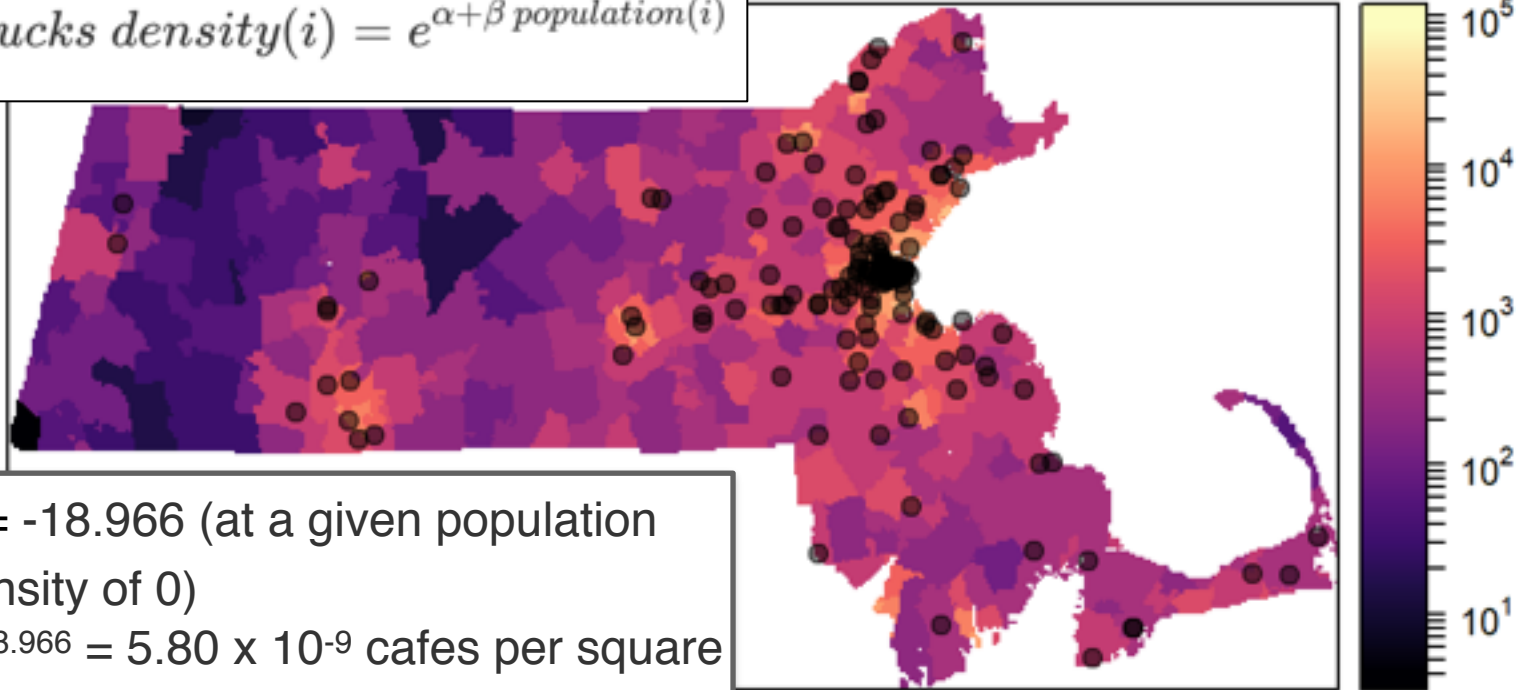 ucks density(i) = e^{α+β population(i)}
10^5
10^4
10^3
10^2
10^1
= -18.966 (at a given population
nsity of 0)
8.966 = 5.80 x 10^-9 cafes per square